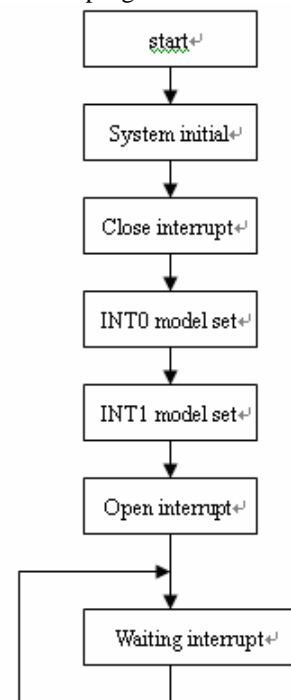 start
System initial
Close interrupt
INT0 model set
INT1 model set
Open interrupt
Waiting interrupt